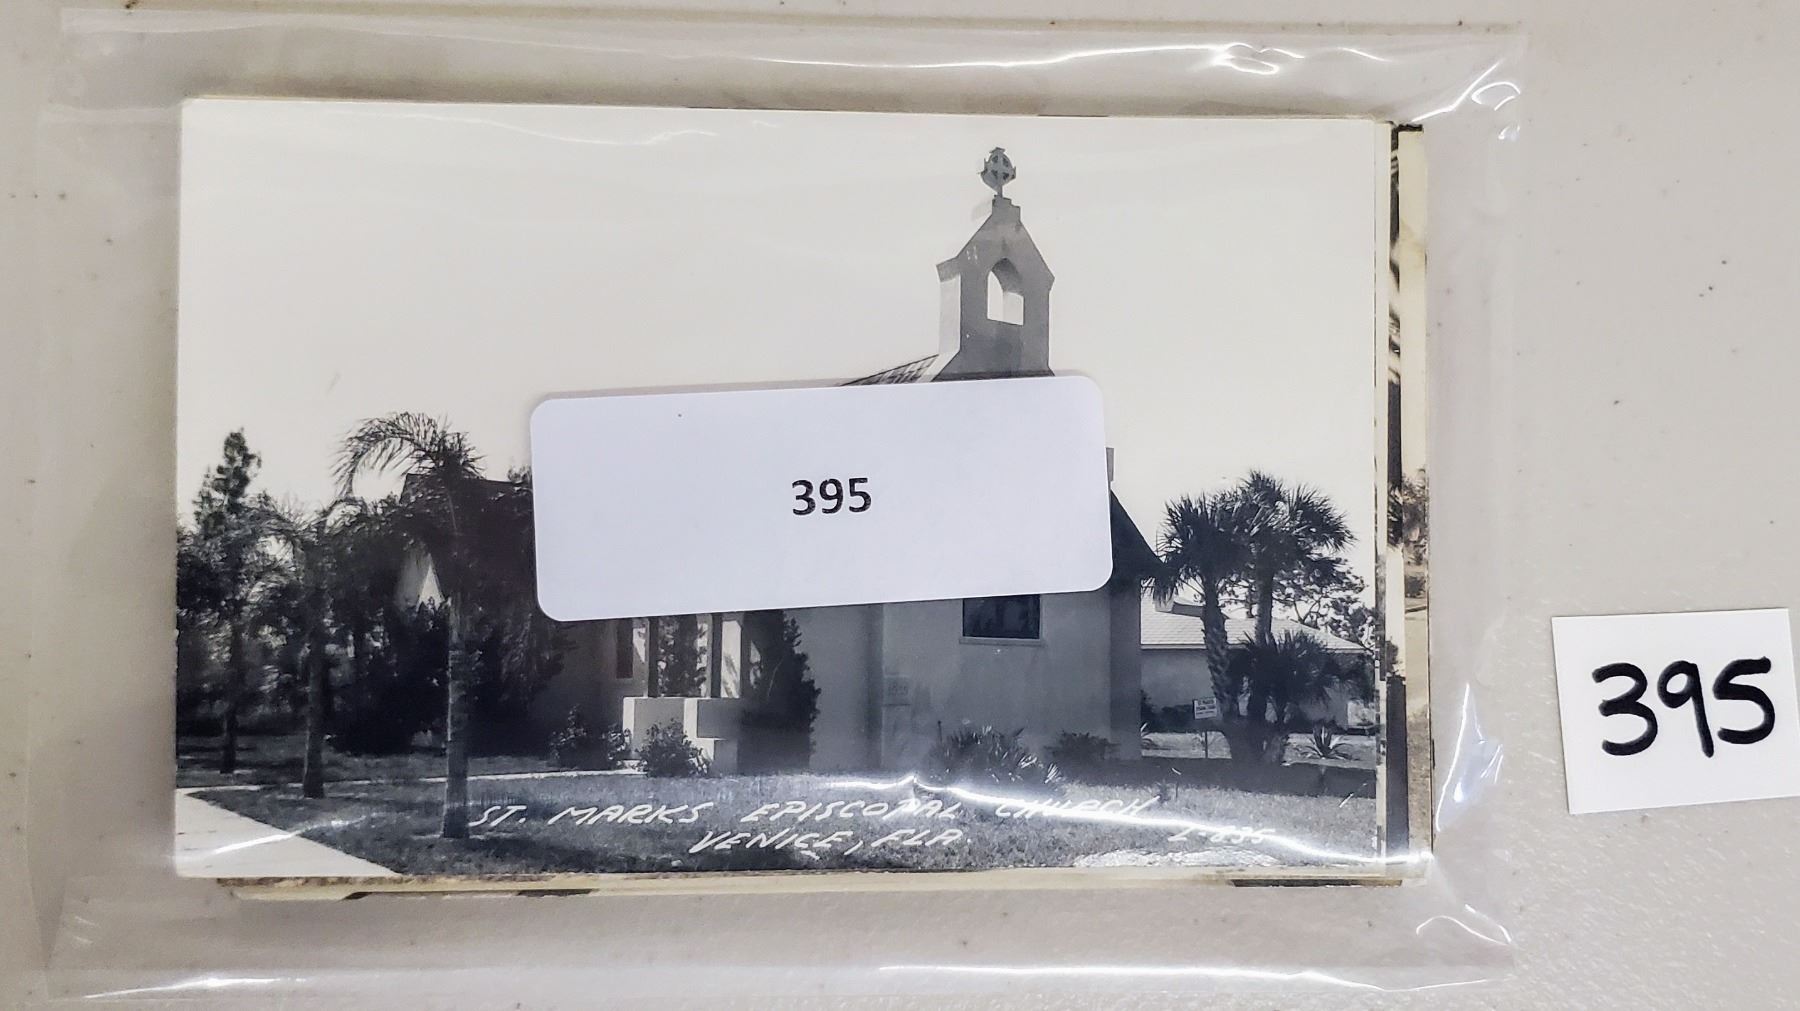 395
ST. MARKS EPISCOPAL CHURCH
VENICE, FLA.
395